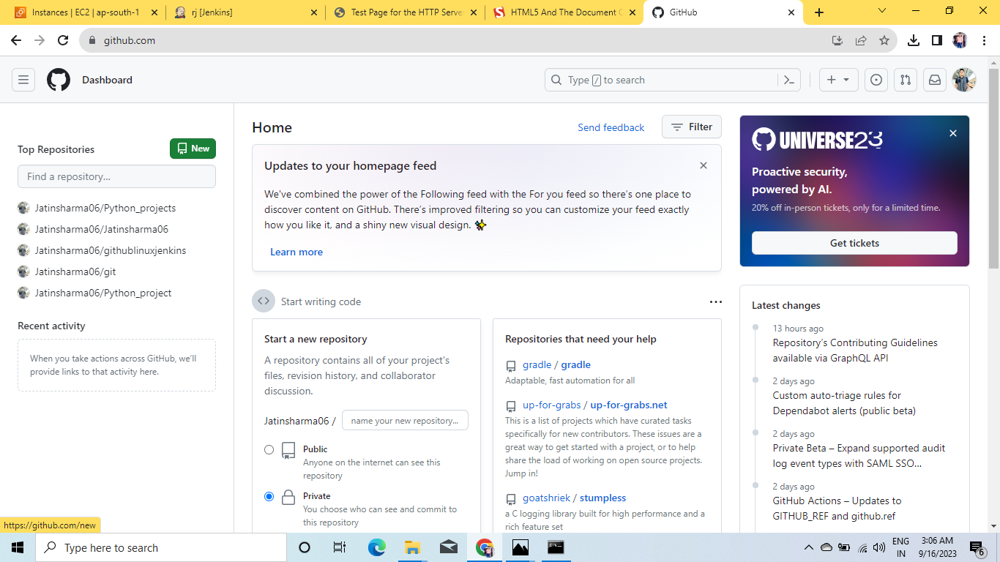 Instances | EC2 | ap-south-1
rj [Jenkins]
Test Page for the HTTP Serve
HTML5 And The Document O
GitHub
github.com
Dashboard
Type / to search
Top Repositories
New
Find a repository...
Jatinsharma06/Python_projects
Jatinsharma06/Jatinsharma06
Jatinsharma06/githublinuxjenkins
Jatinsharma06/git
Jatinsharma06/Python_project
Recent activity
When you take actions across GitHub, we'll
provide links to that activity here.
Home
Send feedback
Filter
Updates to your homepage feed
We've combined the power of the Following feed with the For you feed so there's one place to
discover content on GitHub. There's improved filtering so you can customize your feed exactly
how you like it, and a shiny new visual design. ✨
Learn more
Start writing code
Start a new repository
A repository contains all of your project's
files, revision history, and collaborator
discussion.
Jatinsharma06 /
name your new repository...
Public
Anyone on the internet can see this
repository
Private
You choose who can see and commit to
this repository
Repositories that need your help
gradle / gradle
Adaptable, fast automation for all
up-for-grabs / up-for-grabs.net
This is a list of projects which have curated tasks
specifically for new contributors. These issues are a
great way to get started with a project, or to help
share the load of working on open source projects.
Jump in!
goatshriek / stumpless
a C logging library built for high performance and a
rich feature set
UNIVERSE23
Proactive security,
powered by AI.
20% off in-person tickets, only for a limited time.
Get tickets
Latest changes
13 hours ago
Repository's Contributing Guidelines
available via GraphQL API
2 days ago
Custom auto-triage rules for
Dependabot alerts (public beta)
2 days ago
Private Beta – Expand supported audit
log event types with SAML SSO...
2 days ago
GitHub Actions – Updates to
GITHUB_REF and github.ref
https://github.com/new
Type here to search
ENG
IN
3:06 AM
9/16/2023
6